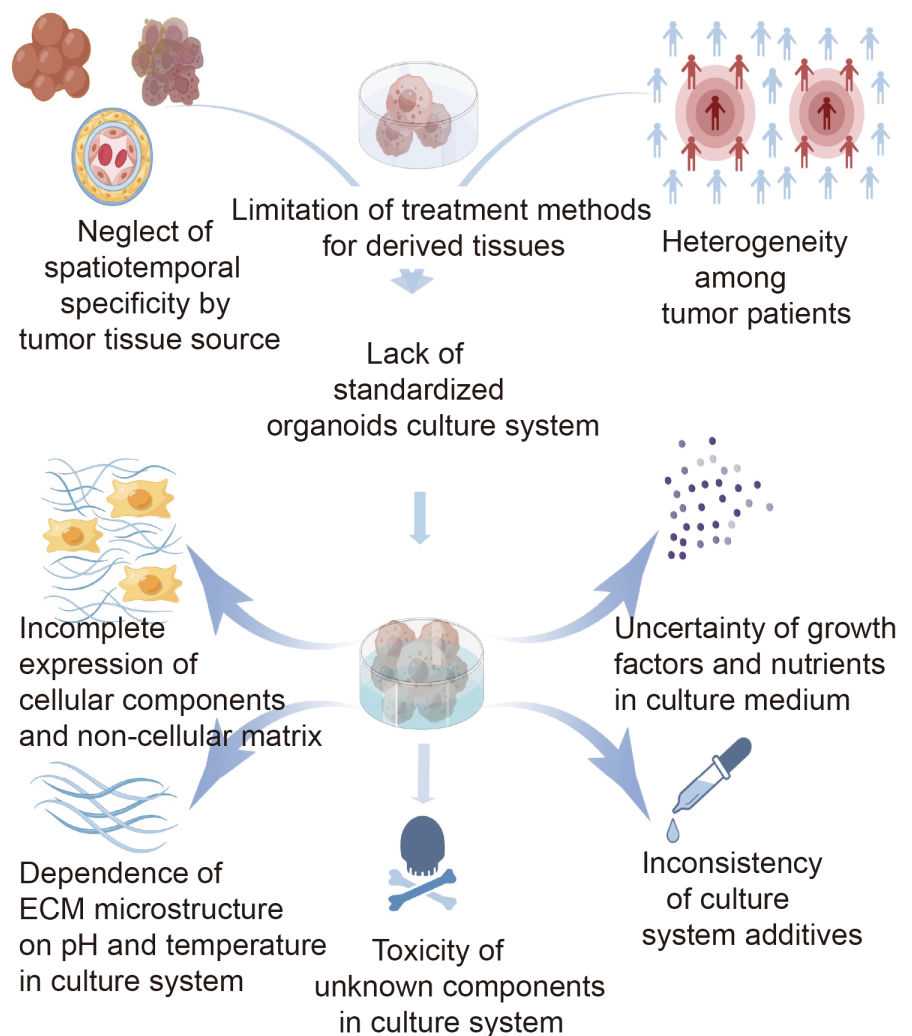 Neglect of
spatiotemporal
specificity by
tumor tissue source
Limitation of treatment methods
for derived tissues
Heterogeneity
among
tumor patients
Lack of
standardized
organoids culture system
Incomplete
expression of
cellular components
and non-cellular matrix
Uncertainty of growth
factors and nutrients
in culture medium
Dependence of
ECM microstructure
on pH and temperature
in culture system
Toxicity of
unknown components
in culture system
Inconsistency
of culture
system additives